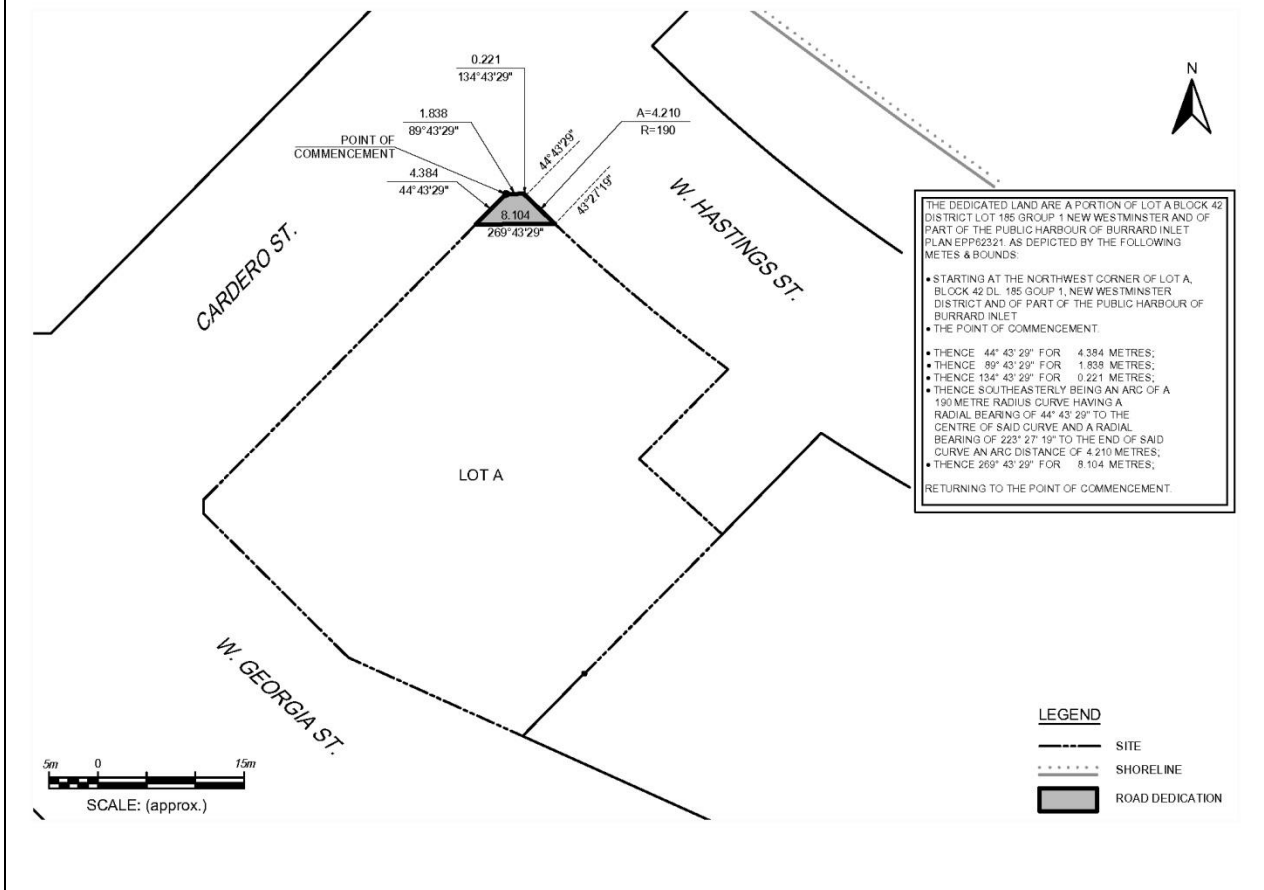 0.221
134°43'29"
1.838
89°43'29"
A=4.210
R=190
POINT OF
COMMENCEMENT
44°43'29"
4.384
44°43'29"
43°27'19"
8.104
269°43'29"
N
CARDERO ST.
W. HASTINGS ST.
THE DEDICATED LAND ARE A PORTION OF LOT A BLOCK 42
DISTRICT LOT 185 GROUP 1 NEW WESTMINSTER AND OF
PART OF THE PUBLIC HARBOUR OF BURRARD INLET
PLAN EPP62321. AS DEPICTED BY THE FOLLOWING
METES & BOUNDS:
• STARTING AT THE NORTHWEST CORNER OF LOT A,
BLOCK 42 DL. 185 GOUP 1, NEW WESTMINSTER
DISTRICT AND OF PART OF THE PUBLIC HARBOUR OF
BURRARD INLET
• THE POINT OF COMMENCEMENT.
• THENCE 44° 43' 29" FOR 4.384 METRES;
• THENCE 89° 43' 29" FOR 1.838 METRES;
• THENCE 134° 43' 29" FOR 0.221 METRES;
• THENCE SOUTHEASTERLY BEING AN ARC OF A
190 METRE RADIUS CURVE HAVING A
RADIAL BEARING OF 44° 43' 29" TO THE
CENTRE OF SAID CURVE AND A RADIAL
BEARING OF 223° 27' 19" TO THE END OF SAID
CURVE AN ARC DISTANCE OF 4.210 METRES;
• THENCE 269° 43' 29" FOR 8.104 METRES;
RETURNING TO THE POINT OF COMMENCEMENT.
LOT A
W. GEORGIA ST.
5m 0 15m
SCALE: (approx.)
LEGEND
SITE
SHORELINE
ROAD DEDICATION